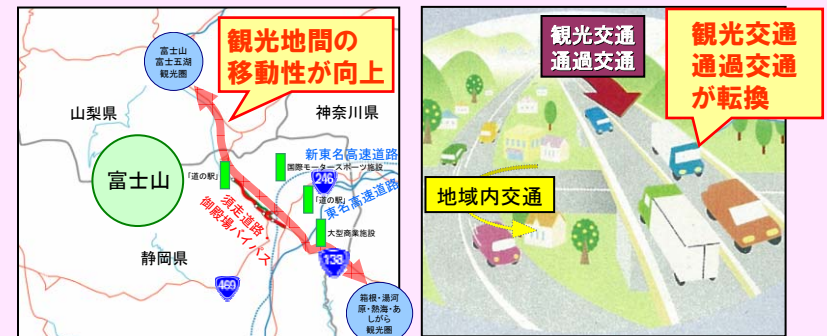 観光地間の
移動性が向上
富士山
富士五湖
観光圏
山梨県
神奈川県
富士山
「道の駅」
新東名高速道路
国際モータースポーツ施設
246
「道の駅」
東名高速道路
須走道路・
御殿場バイパス
大型商業施設
138
静岡県
469
箱根・湯河
原・熱海・あ
しがら
観光圏
観光交通
通過交通
観光交通
通過交通
が転換
地域内交通